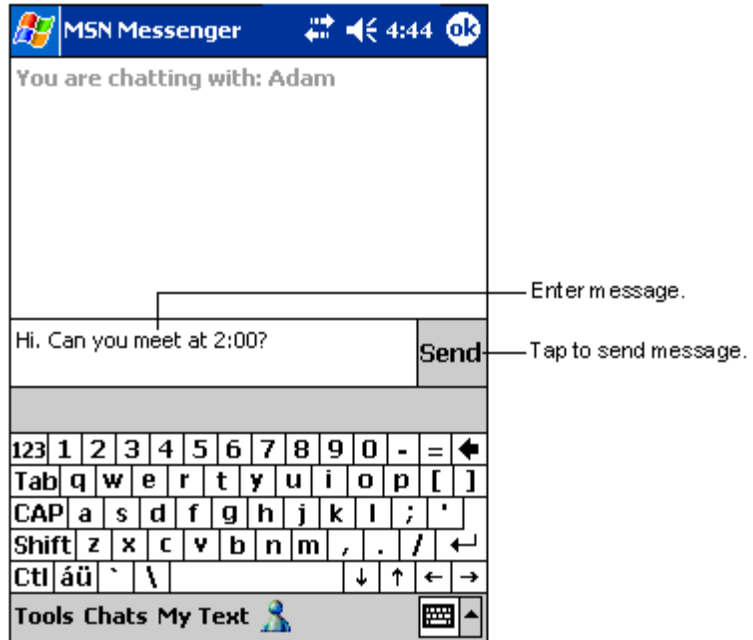 MSN Messenger 4:44 ok
You are chatting with: Adam
Enter message.
Hi. Can you meet at 2:00?
Send
Tap to send message.
123 1 2 3 4 5 6 7 8 9 0 - =
Tab q w e r t y u i o p [ ]
CAP a s d f g h j k l ; '
Shift z x c v b n m , . /
Ctl áü ` \
Tools Chats My Text